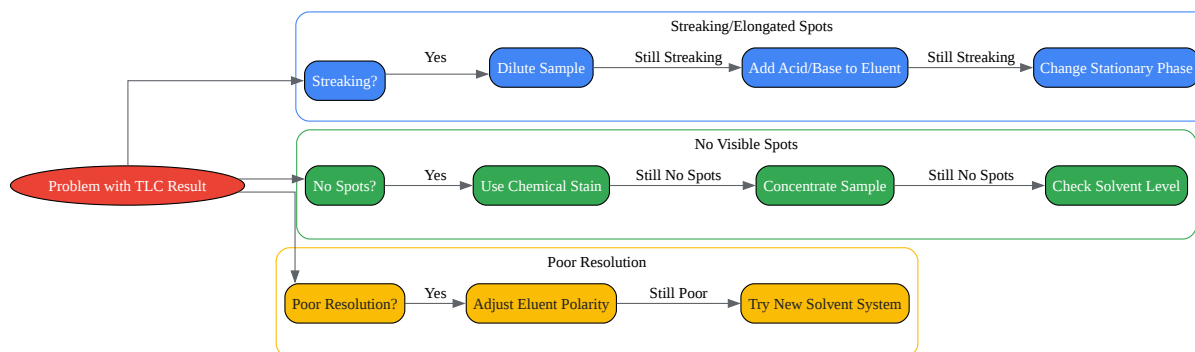 Streaking/Elongated Spots
Streaking?
Yes
Dilute Sample
Still Streaking
Add Acid/Base to Eluent
Still Streaking
Change Stationary Phase
No Visible Spots
Problem with TLC Result
No Spots?
Yes
Use Chemical Stain
Still No Spots
Concentrate Sample
Still No Spots
Check Solvent Level
Poor Resolution
Poor Resolution?
Yes
Adjust Eluent Polarity
Still Poor
Try New Solvent System